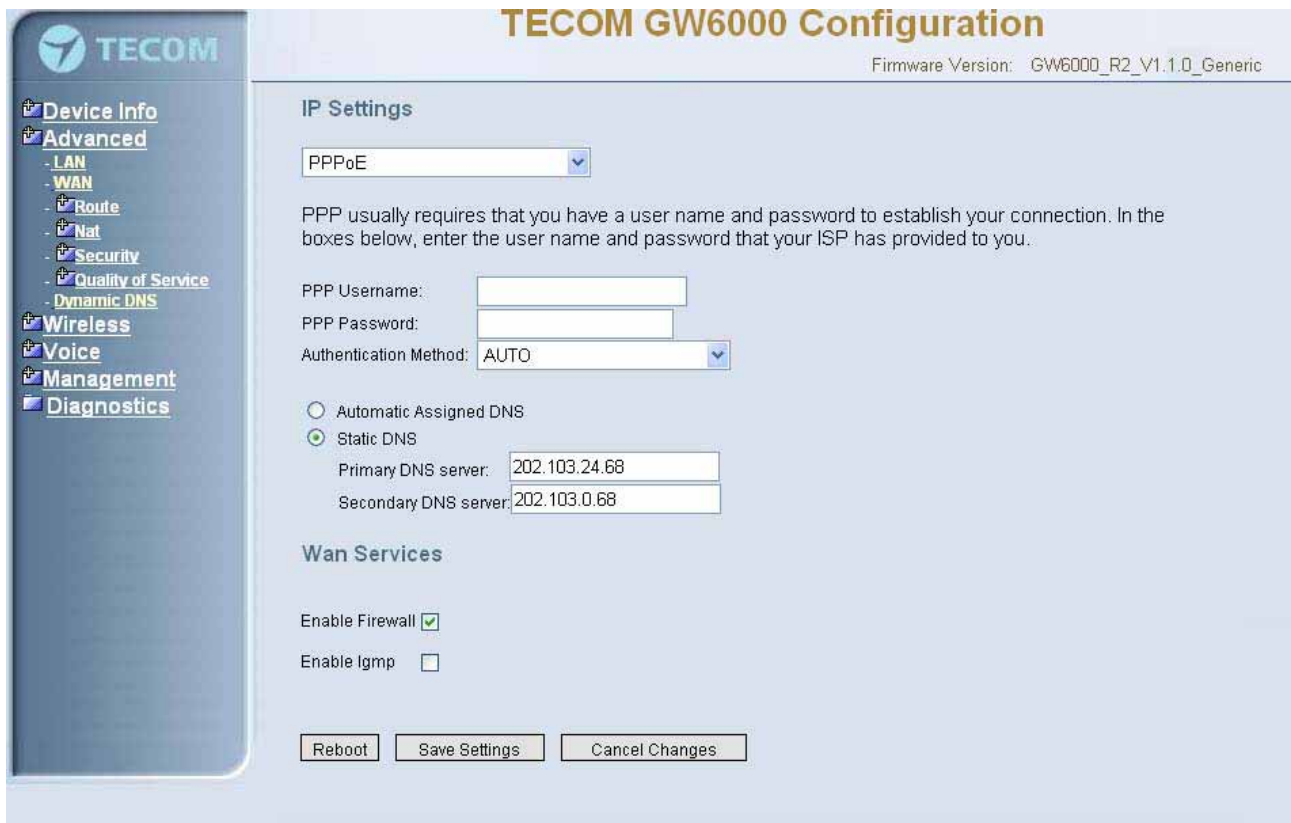 TECOM
TECOM GW6000 Configuration
Firmware Version: GW6000_R2_V1.1.0_Generic
Device Info
Advanced
- LAN
- WAN
- Route
- Nat
- Security
- Quality of Service
- Dynamic DNS
Wireless
Voice
Management
Diagnostics
IP Settings
PPPoE
PPP usually requires that you have a user name and password to establish your connection. In the
boxes below, enter the user name and password that your ISP has provided to you.
PPP Username:
PPP Password:
Authentication Method: AUTO
Automatic Assigned DNS
Static DNS
Primary DNS server: 202.103.24.68
Secondary DNS server: 202.103.0.68
Wan Services
Enable Firewall
Enable Igmp
Reboot Save Settings Cancel Changes